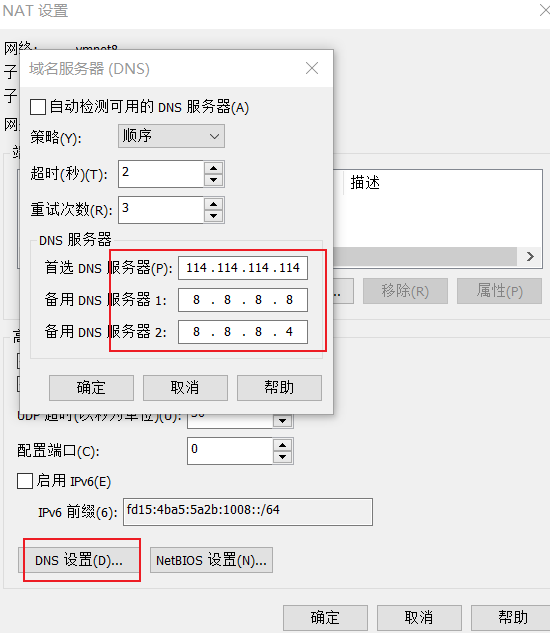 NAT 设置
网络: vmnet8
子
子
网
域名服务器 (DNS)
自动检测可用的 DNS 服务器(A)
策略(Y): 顺序
超时(秒)(T): 2
重试次数(R): 3
DNS 服务器
首选 DNS 服务器(P): 114 . 114 . 114 . 114
备用 DNS 服务器 1: 8 . 8 . 8 . 8
备用 DNS 服务器 2: 8 . 8 . 8 . 4
确定 取消 帮助
端
描述
... 移除(R) 属性(P)
高
UDP 超时(以秒为单位)(U): 30
配置端口(C): 0
启用 IPv6(E)
IPv6 前缀(6): fd15:4ba5:5a2b:1008::/64
DNS 设置(D)... NetBIOS 设置(N)...
确定 取消 帮助